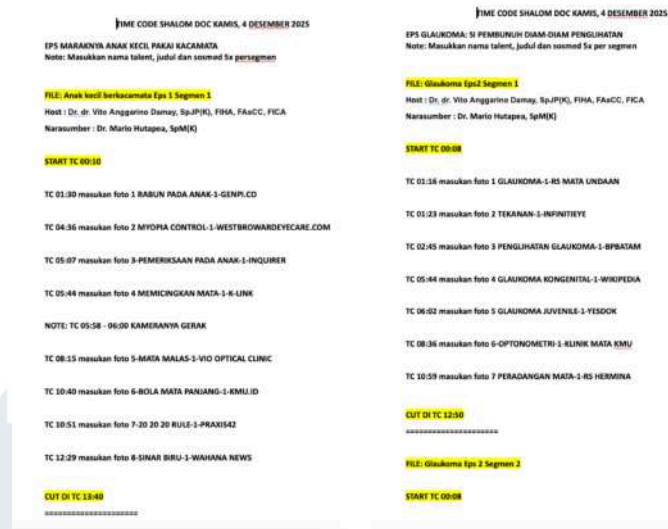 TIME CODE SHALOM DOC KAMIS, 4 DESEMBER 2025
EPS MARAKNYA ANAK KECIL PAKAI KACAMATA
Note: Masukkan nama talent, judul dan sosmed 5x persegmen
FILE: Anak kecil berkacamata Eps 1 Segmen 1
Host : Dr. dr. Vito Anggarino Damay, SpJP(K), FIHA, FAsCC, FICA
Narasumber : Dr. Mario Hutapea, SpM(K)
START TC 00:10
TC 01:30 masukan foto 1 RABUN PADA ANAK-1-GENPI.CO
TC 04:36 masukan foto 2 MYOPIA CONTROL-1-WESTBROWARDEYECARE.COM
TC 05:07 masukan foto 3-PEMERIKSAAN PADA ANAK-1-INQUIRER
TC 05:44 masukan foto 4 MEMICINGKAN MATA-1-K-LINK
NOTE: TC 05:58 - 06:00 KAMERANYA GERAK
TC 08:15 masukan foto 5-MATA MALAS-1-VIO OPTICAL CLINIC
TC 10:40 masukan foto 6-BOLA MATA PANJANG-1-KMU.ID
TC 10:51 masukan foto 7-20 20 20 RULE-1-PRAXIS42
TC 12:29 masukan foto 8-SINAR BIRU-1-WAHANA NEWS
CUT DI TC 13:40
=====================
TIME CODE SHALOM DOC KAMIS, 4 DESEMBER 2025
EPS GLAUKOMA: SI PEMBUNUH DIAM-DIAM PENGLIHATAN
Note: Masukkan nama talent, judul dan sosmed 5x per segmen
FILE: Glaukoma Eps2 Segmen 1
Host : Dr. dr. Vito Anggarino Damay, SpJP(K), FIHA, FAsCC, FICA
Narasumber : Dr. Mario Hutapea, SpM(K)
START TC 00:08
TC 01:16 masukan foto 1 GLAUKOMA-1-RS MATA UNDAAN
TC 01:23 masukan foto 2 TEKANAN-1-INFINITIEYE
TC 02:45 masukan foto 3 PENGLIHATAN GLAUKOMA-1-BPBATAM
TC 05:44 masukan foto 4 GLAUKOMA KONGENITAL-1-WIKIPEDIA
TC 06:02 masukan foto 5 GLAUKOMA JUVENILE-1-YESDOK
TC 08:36 masukan foto 6-OPTONOMETRI-1-KLINIK MATA KMU
TC 10:59 masukan foto 7 PERADANGAN MATA-1-RS HERMINA
CUT DI TC 12:50
=====================
FILE: Glaukoma Eps 2 Segmen 2
START TC 00:08